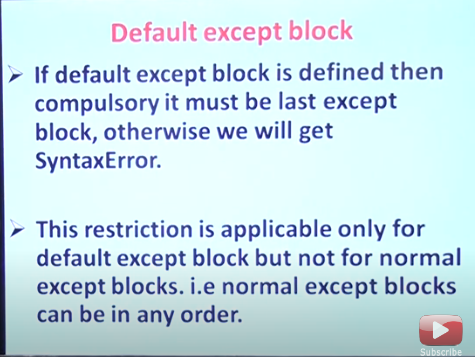 Default except block
➤ If default except block is defined then
compulsory it must be last except
block, otherwise we will get
SyntaxError.
➤ This restriction is applicable only for
default except block but not for normal
except blocks. i.e normal except blocks
can be in any order.
Subscribe